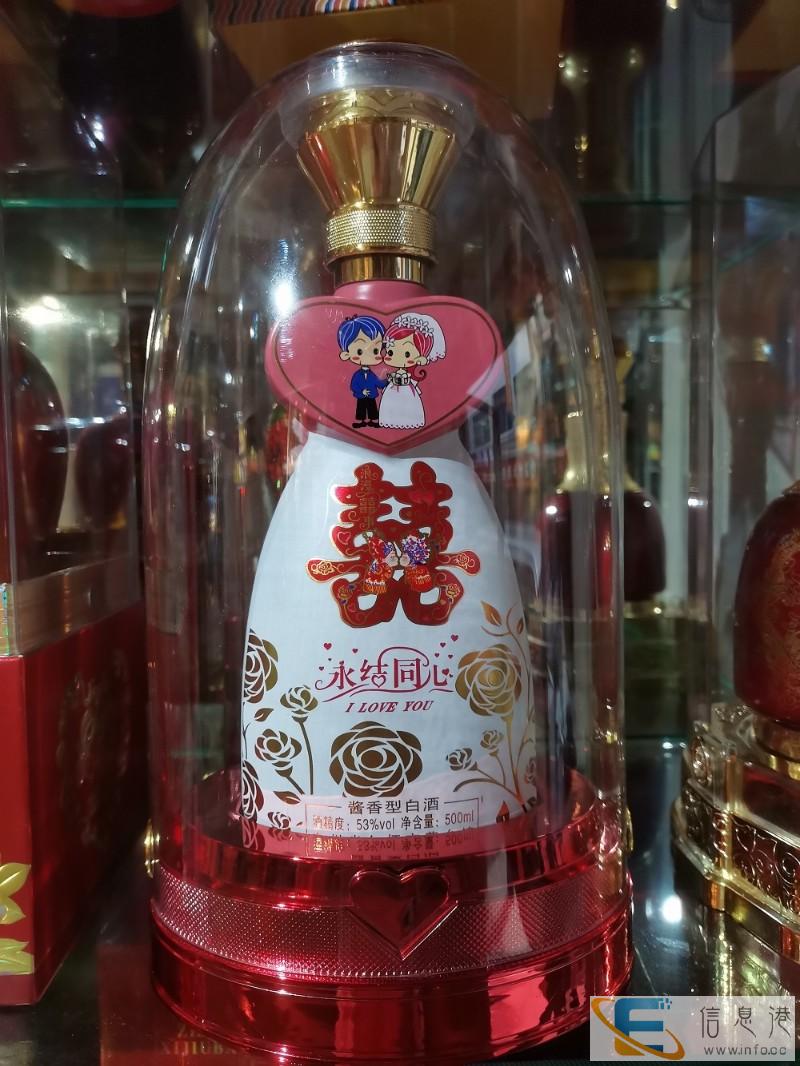 囍
永结同心
I LOVE YOU
酱香型白酒
酒精度：53%vol 净含量：500ml
XIJIUB
信息港
www.info.cc